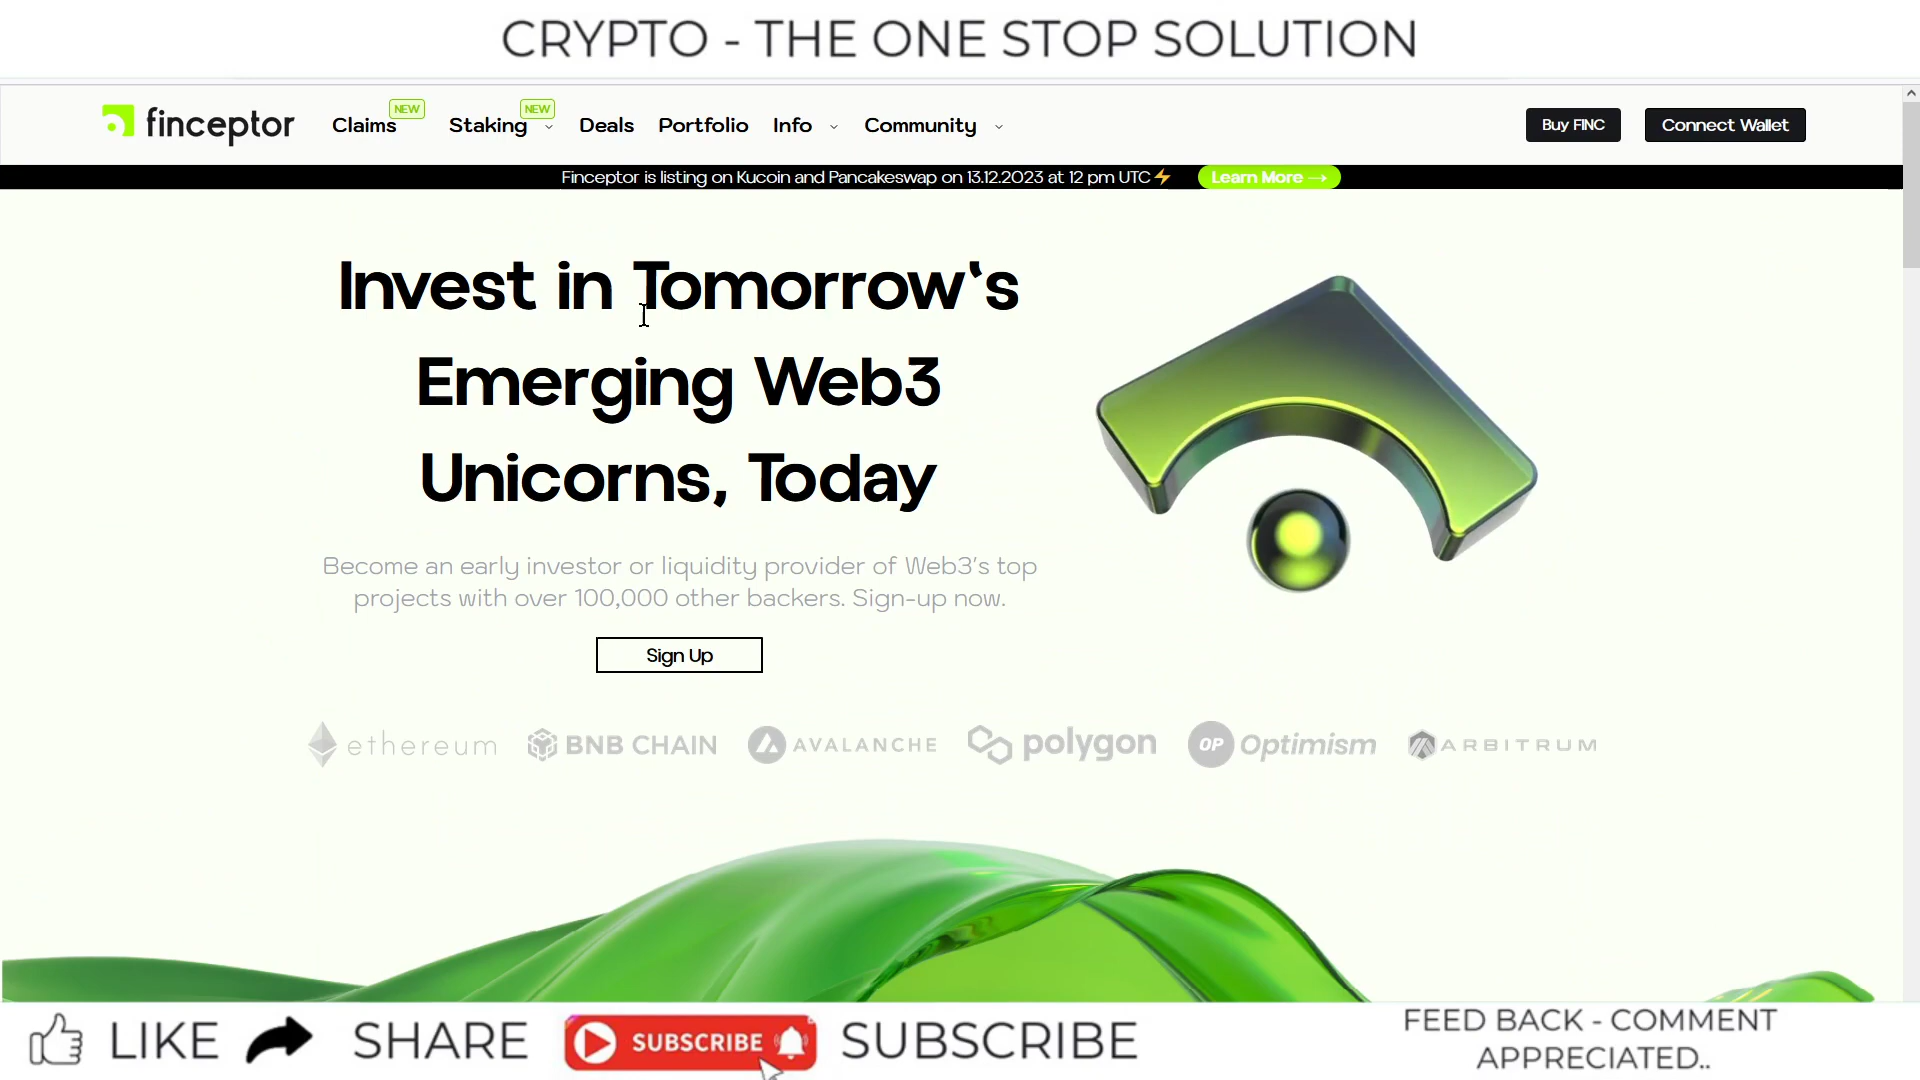 CRYPTO - THE ONE STOP SOLUTION
finceptor Claims NEW Staking NEW Deals Portfolio Info Community Buy FINC Connect Wallet
Finceptor is listing on Kucoin and Pancakeswap on 13.12.2023 at 12 pm UTC⚡ Learn More →
Invest in Tomorrow‘s
Emerging Web3
Unicorns, Today
Become an early investor or liquidity provider of Web3's top
projects with over 100,000 other backers. Sign-up now.
Sign Up
ethereum BNB CHAIN AVALANCHE polygon OP Optimism ARBITRUM
LIKE SHARE SUBSCRIBE SUBSCRIBE
FEED BACK - COMMENT
APPRECIATED..